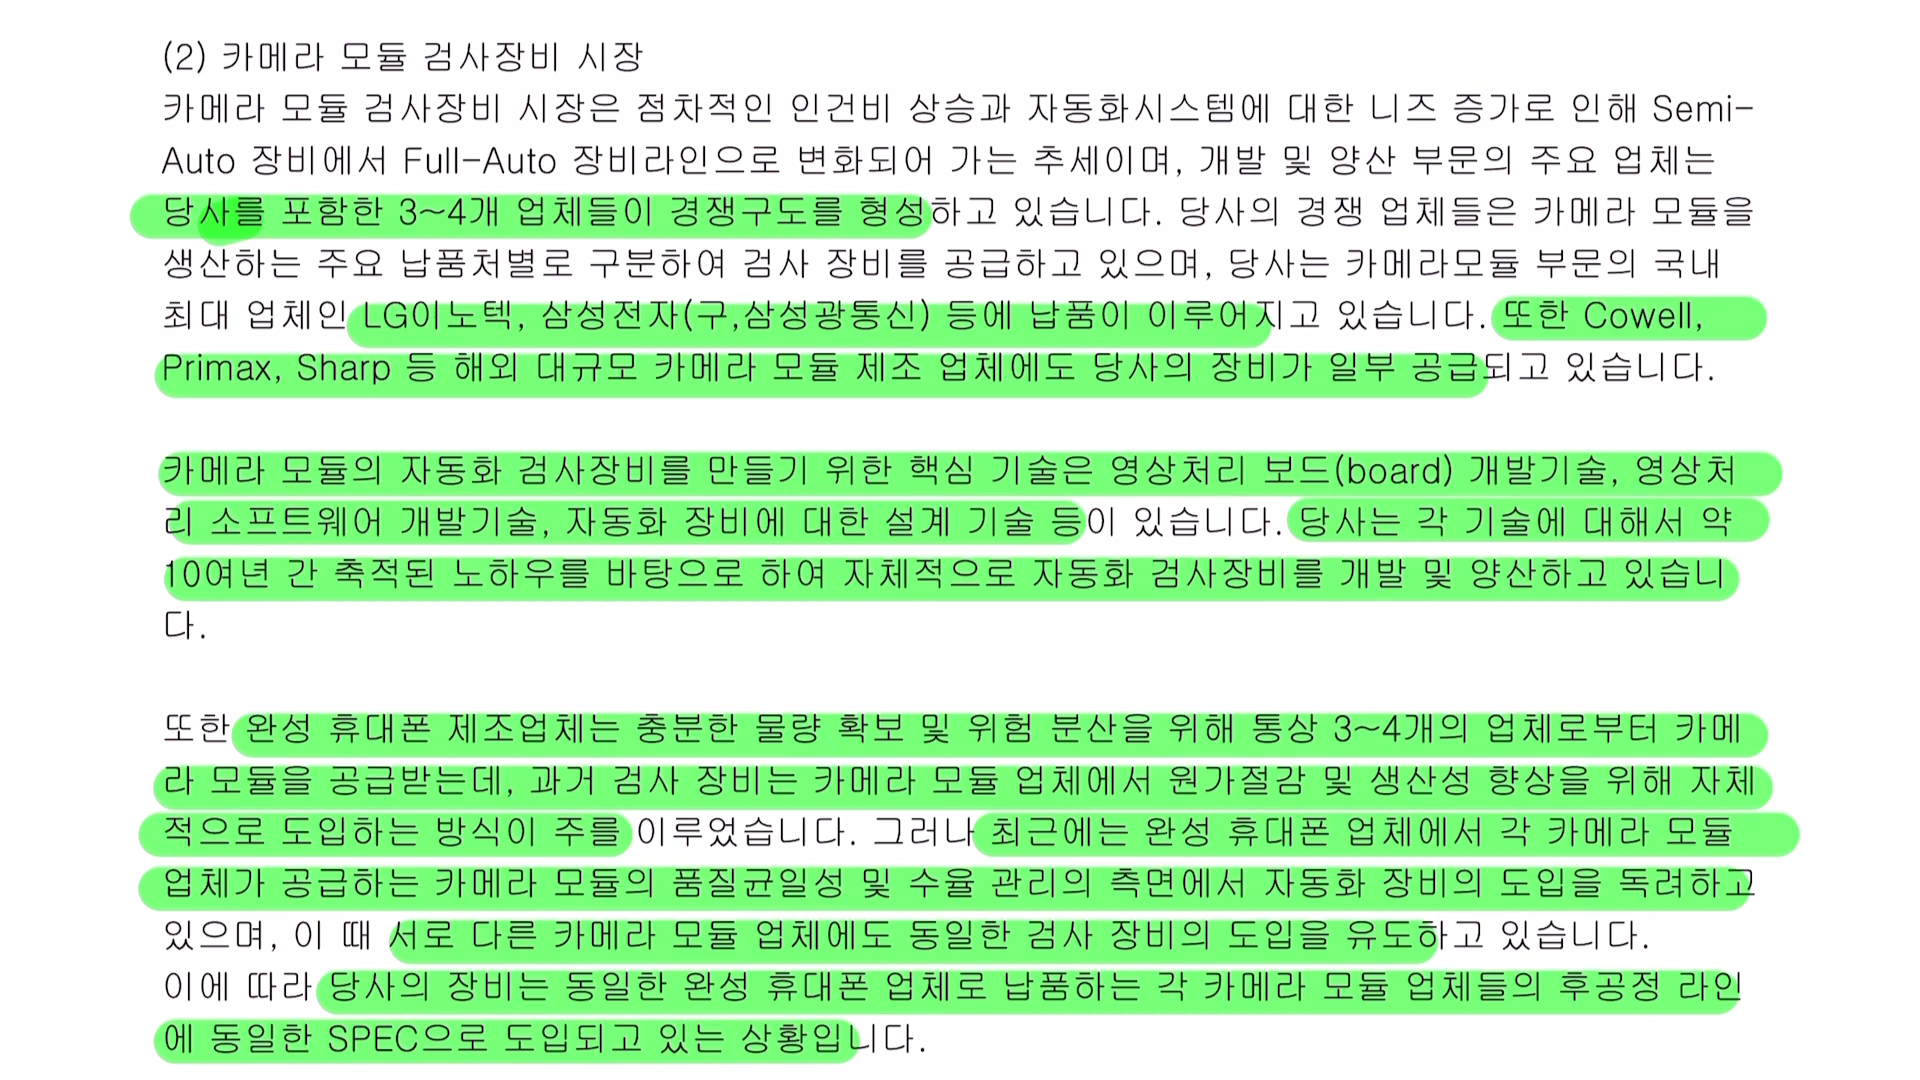 (2) 카메라 모듈 검사장비 시장
카메라 모듈 검사장비 시장은 점차적인 인건비 상승과 자동화시스템에 대한 니즈 증가로 인해 Semi-
Auto 장비에서 Full-Auto 장비라인으로 변화되어 가는 추세이며, 개발 및 양산 부문의 주요 업체는
당사를 포함한 3~4개 업체들이 경쟁구도를 형성하고 있습니다. 당사의 경쟁 업체들은 카메라 모듈을
생산하는 주요 납품처별로 구분하여 검사 장비를 공급하고 있으며, 당사는 카메라모듈 부문의 국내
최대 업체인 LG이노텍, 삼성전자(구,삼성광통신) 등에 납품이 이루어지고 있습니다. 또한 Cowell,
Primax, Sharp 등 해외 대규모 카메라 모듈 제조 업체에도 당사의 장비가 일부 공급되고 있습니다.
카메라 모듈의 자동화 검사장비를 만들기 위한 핵심 기술은 영상처리 보드(board) 개발기술, 영상처
리 소프트웨어 개발기술, 자동화 장비에 대한 설계 기술 등이 있습니다. 당사는 각 기술에 대해서 약
10여년 간 축적된 노하우를 바탕으로 하여 자체적으로 자동화 검사장비를 개발 및 양산하고 있습니
다.
또한 완성 휴대폰 제조업체는 충분한 물량 확보 및 위험 분산을 위해 통상 3~4개의 업체로부터 카메
라 모듈을 공급받는데, 과거 검사 장비는 카메라 모듈 업체에서 원가절감 및 생산성 향상을 위해 자체
적으로 도입하는 방식이 주를 이루었습니다. 그러나 최근에는 완성 휴대폰 업체에서 각 카메라 모듈
업체가 공급하는 카메라 모듈의 품질균일성 및 수율 관리의 측면에서 자동화 장비의 도입을 독려하고
있으며, 이 때 서로 다른 카메라 모듈 업체에도 동일한 검사 장비의 도입을 유도하고 있습니다.
이에 따라 당사의 장비는 동일한 완성 휴대폰 업체로 납품하는 각 카메라 모듈 업체들의 후공정 라인
에 동일한 SPEC으로 도입되고 있는 상황입니다.